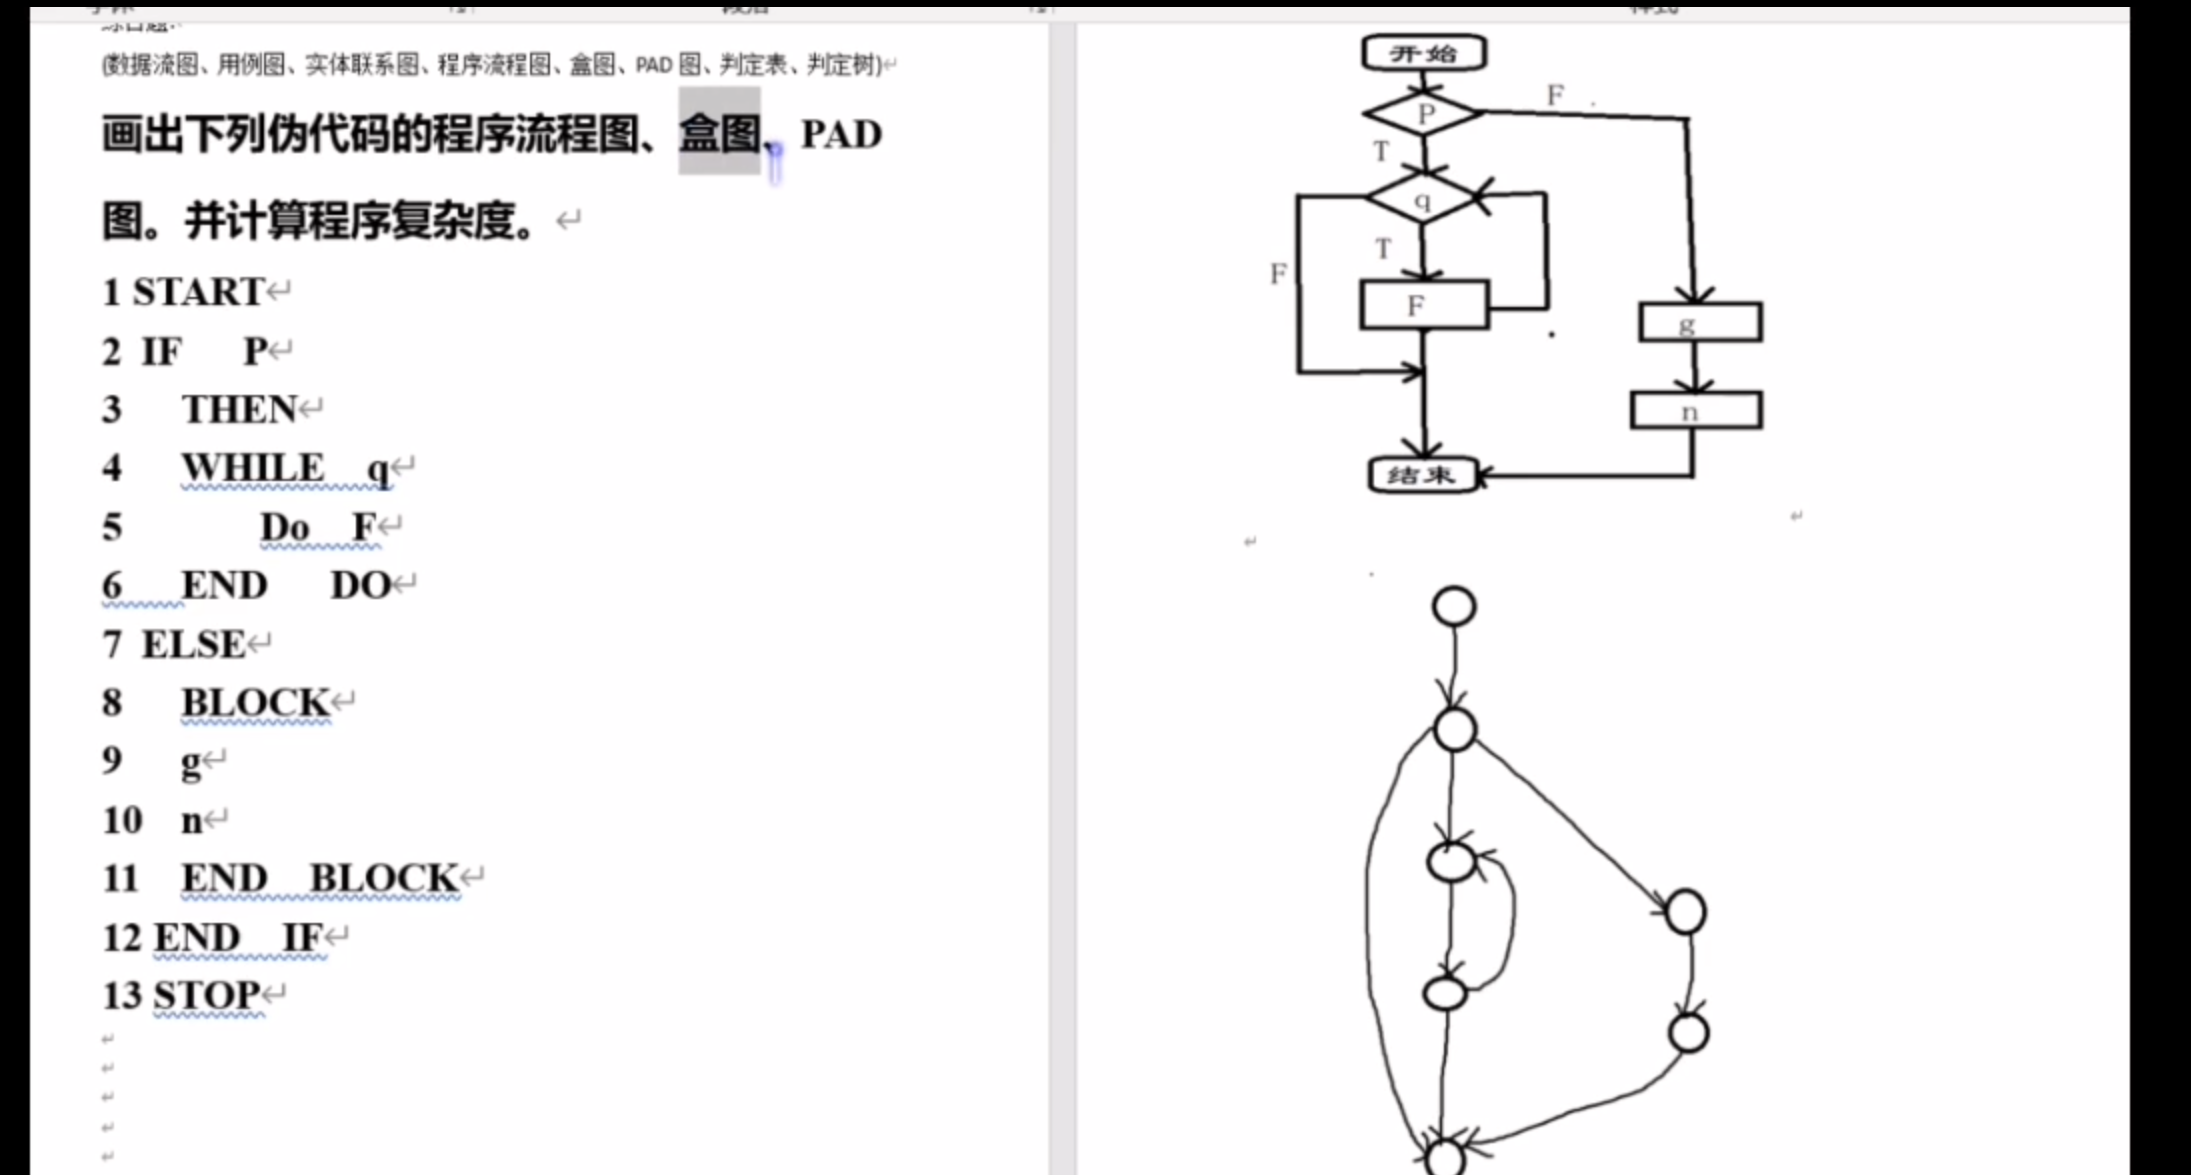 (数据流图、用例图、实体联系图、程序流程图、盒图、PAD 图、判定表、判定树)
画出下列伪代码的程序流程图、盒图、PAD
图。并计算程序复杂度。
1 START
2 IF P
3 THEN
4 WHILE q
5 Do F
6 END DO
7 ELSE
8 BLOCK
9 g
10 n
11 END BLOCK
12 END IF
13 STOP
开始
P
F
T
q
T
F
F
g
n
结束